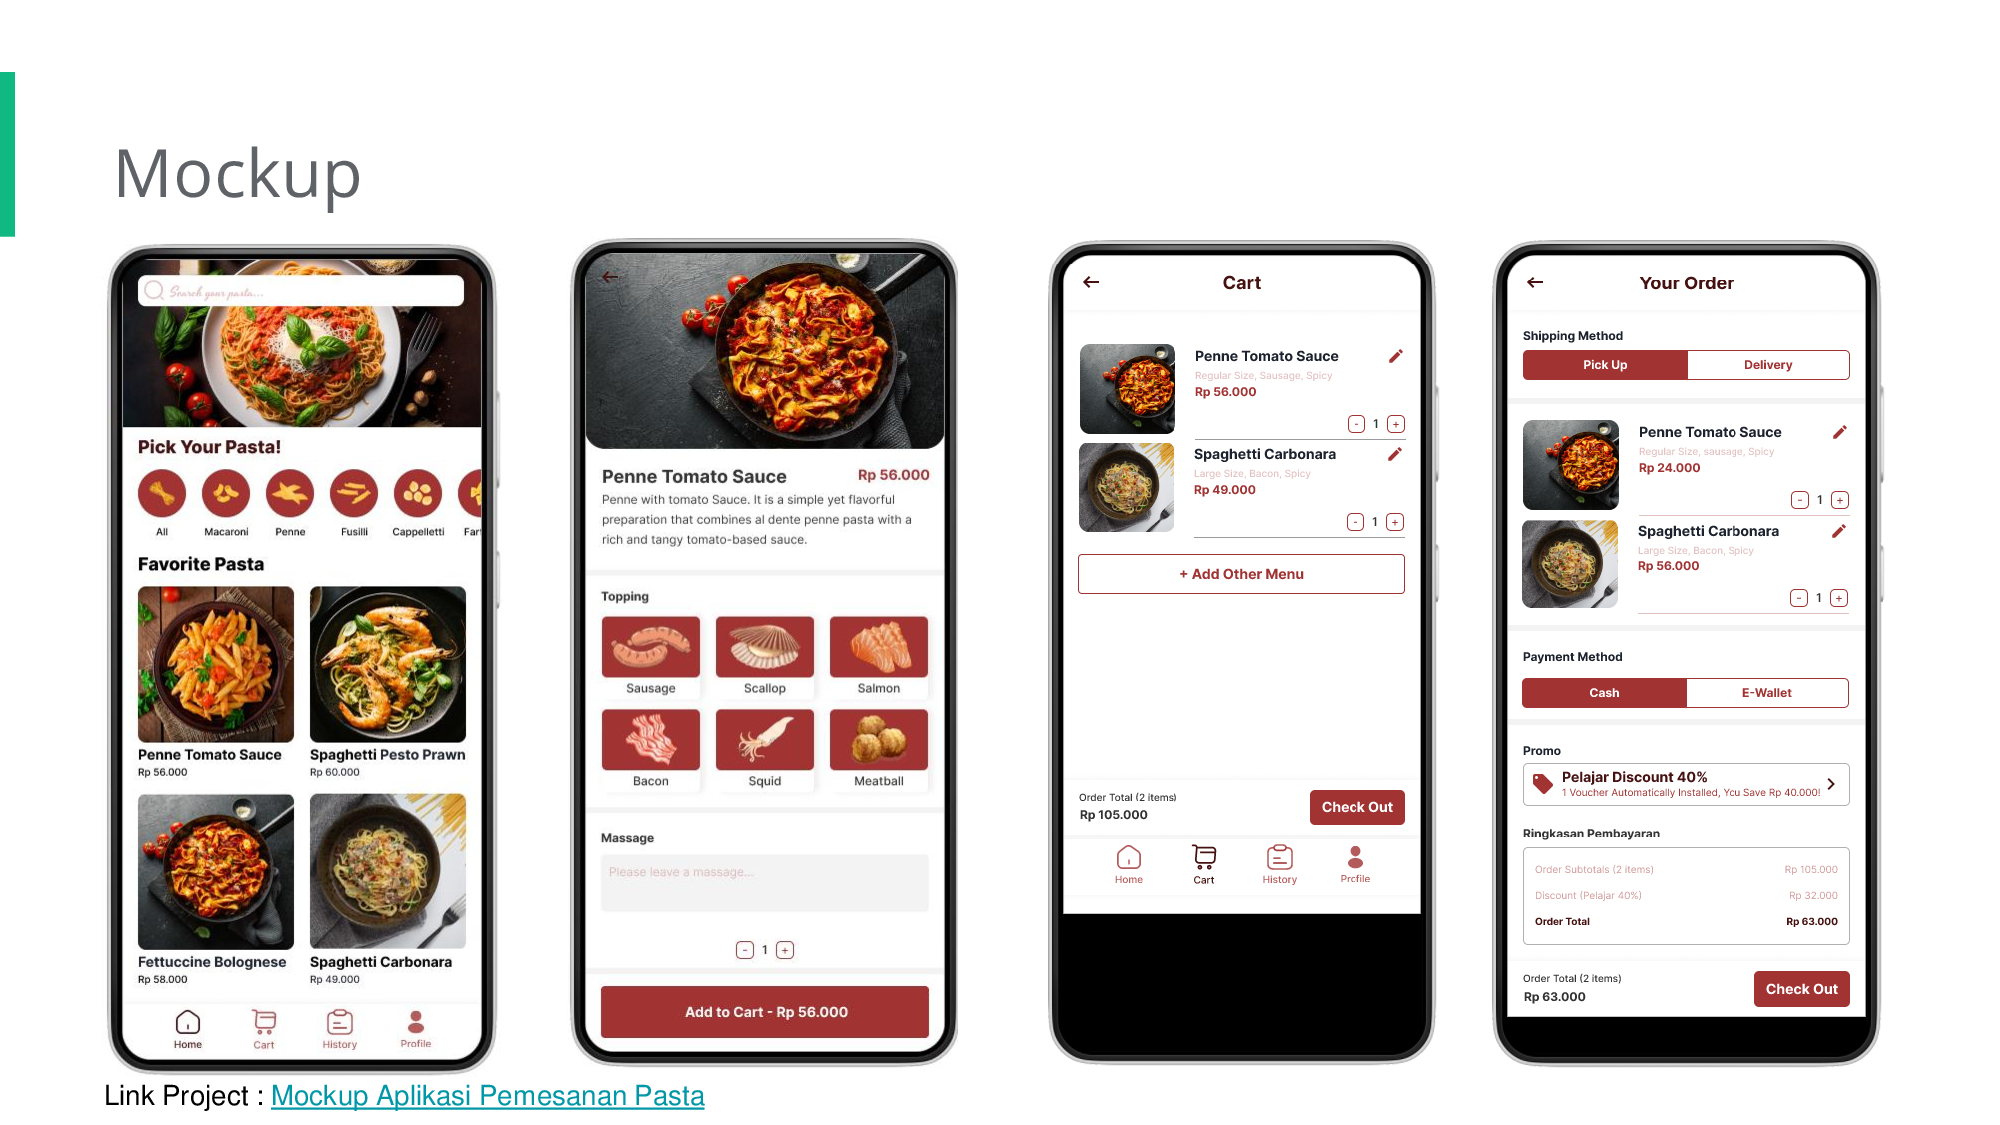 Mockup
Search your pasta...
Pick Your Pasta!
All Macaroni Penne Fusilli Cappelletti Far
Favorite Pasta
Penne Tomato Sauce Spaghetti Pesto Prawn
Rp 56.000 Rp 60.000
Fettuccine Bolognese Spaghetti Carbonara
Rp 58.000 Rp 49.000
Home Cart History Profile
Penne Tomato Sauce Rp 56.000
Penne with tomato Sauce. It is a simple yet flavorful
preparation that combines al dente penne pasta with a
rich and tangy tomato-based sauce.
Topping
Sausage Scallop Salmon
Bacon Squid Meatball
Massage
Please leave a massage...
- 1 +
Add to Cart - Rp 56.000
Cart
Penne Tomato Sauce
Regular Size, Sausage, Spicy
Rp 56.000
- 1 +
Spaghetti Carbonara
Large Size, Bacon, Spicy
Rp 49.000
- 1 +
+ Add Other Menu
Order Total (2 items)
Rp 105.000
Check Out
Home Cart History Profile
Your Order
Shipping Method
Pick Up Delivery
Penne Tomato Sauce
Regular Size, sausage, Spicy
Rp 24.000
- 1 +
Spaghetti Carbonara
Large Size, Bacon, Spicy
Rp 56.000
- 1 +
Payment Method
Cash E-Wallet
Promo
Pelajar Discount 40%
1 Voucher Automatically Installed, You Save Rp 40.000!
Ringkasan Pembayaran
Order Subtotals (2 items) Rp 105.000
Discount (Pelajar 40%) Rp 32.000
Order Total Rp 63.000
Order Total (2 items)
Rp 63.000
Check Out
Link Project : Mockup Aplikasi Pemesanan Pasta